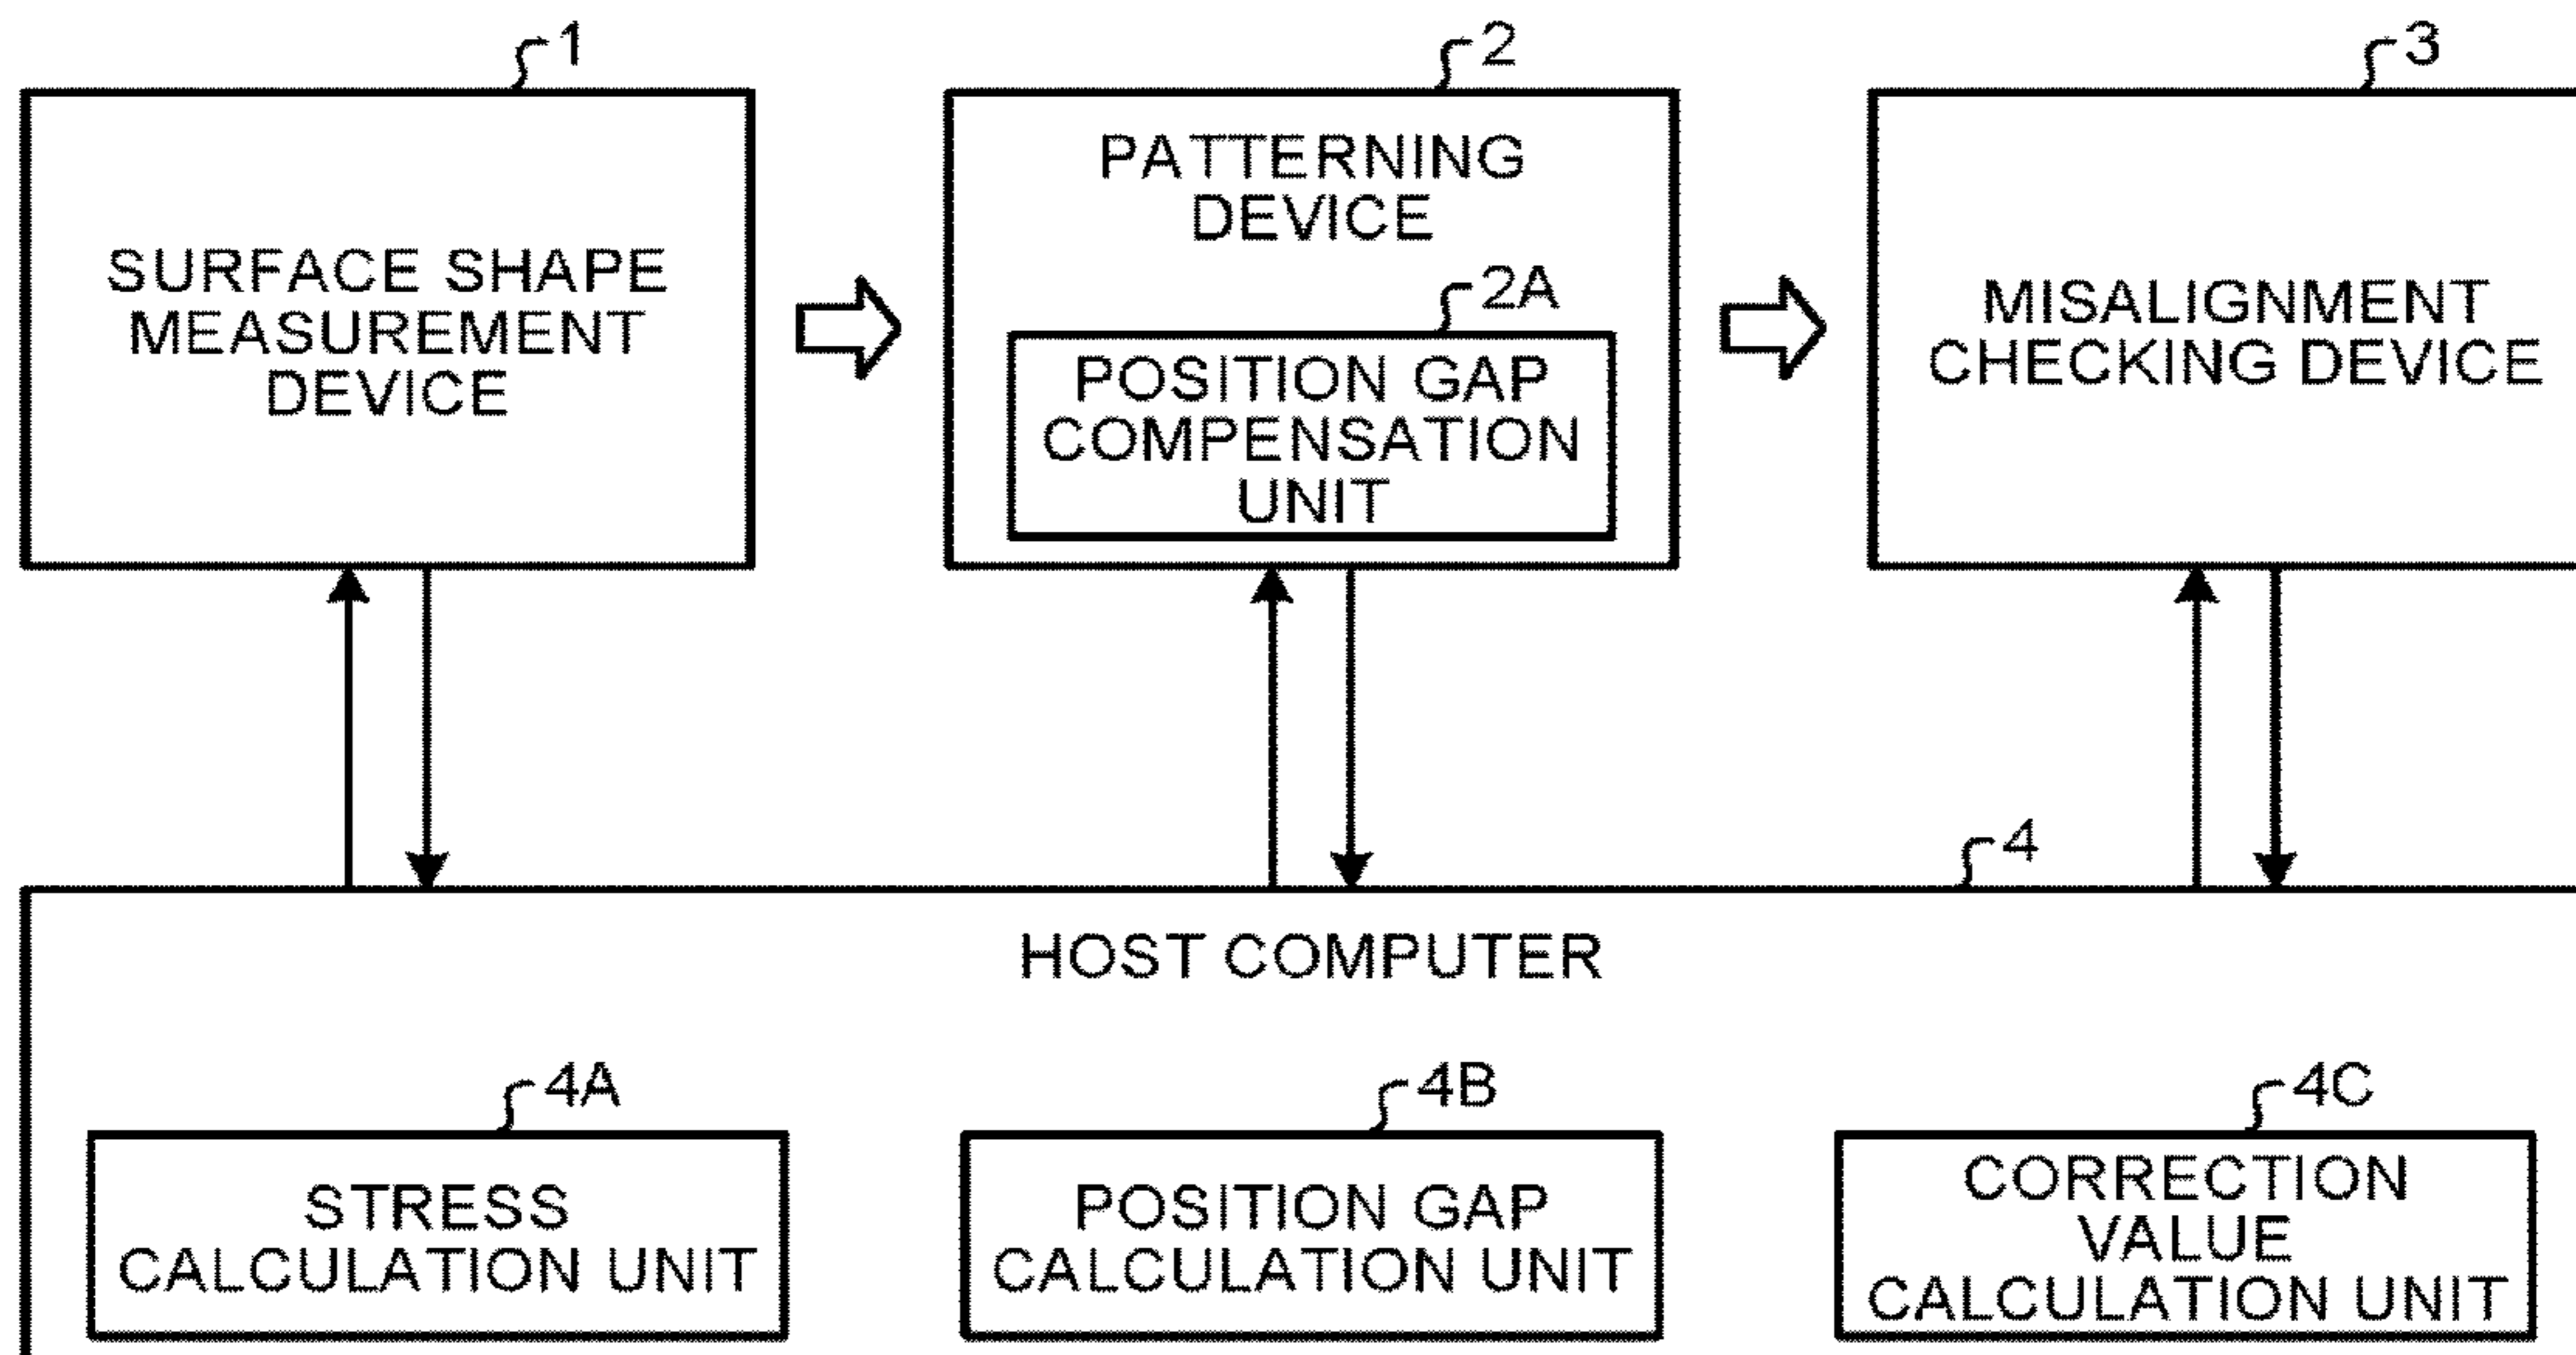 1
2
3
SURFACE SHAPE
MEASUREMENT
DEVICE
PATTERNING
DEVICE
2A
POSITION GAP
COMPENSATION
UNIT
MISALIGNMENT
CHECKING DEVICE
4
HOST COMPUTER
4A
4B
4C
STRESS
CALCULATION UNIT
POSITION GAP
CALCULATION UNIT
CORRECTION
VALUE
CALCULATION UNIT